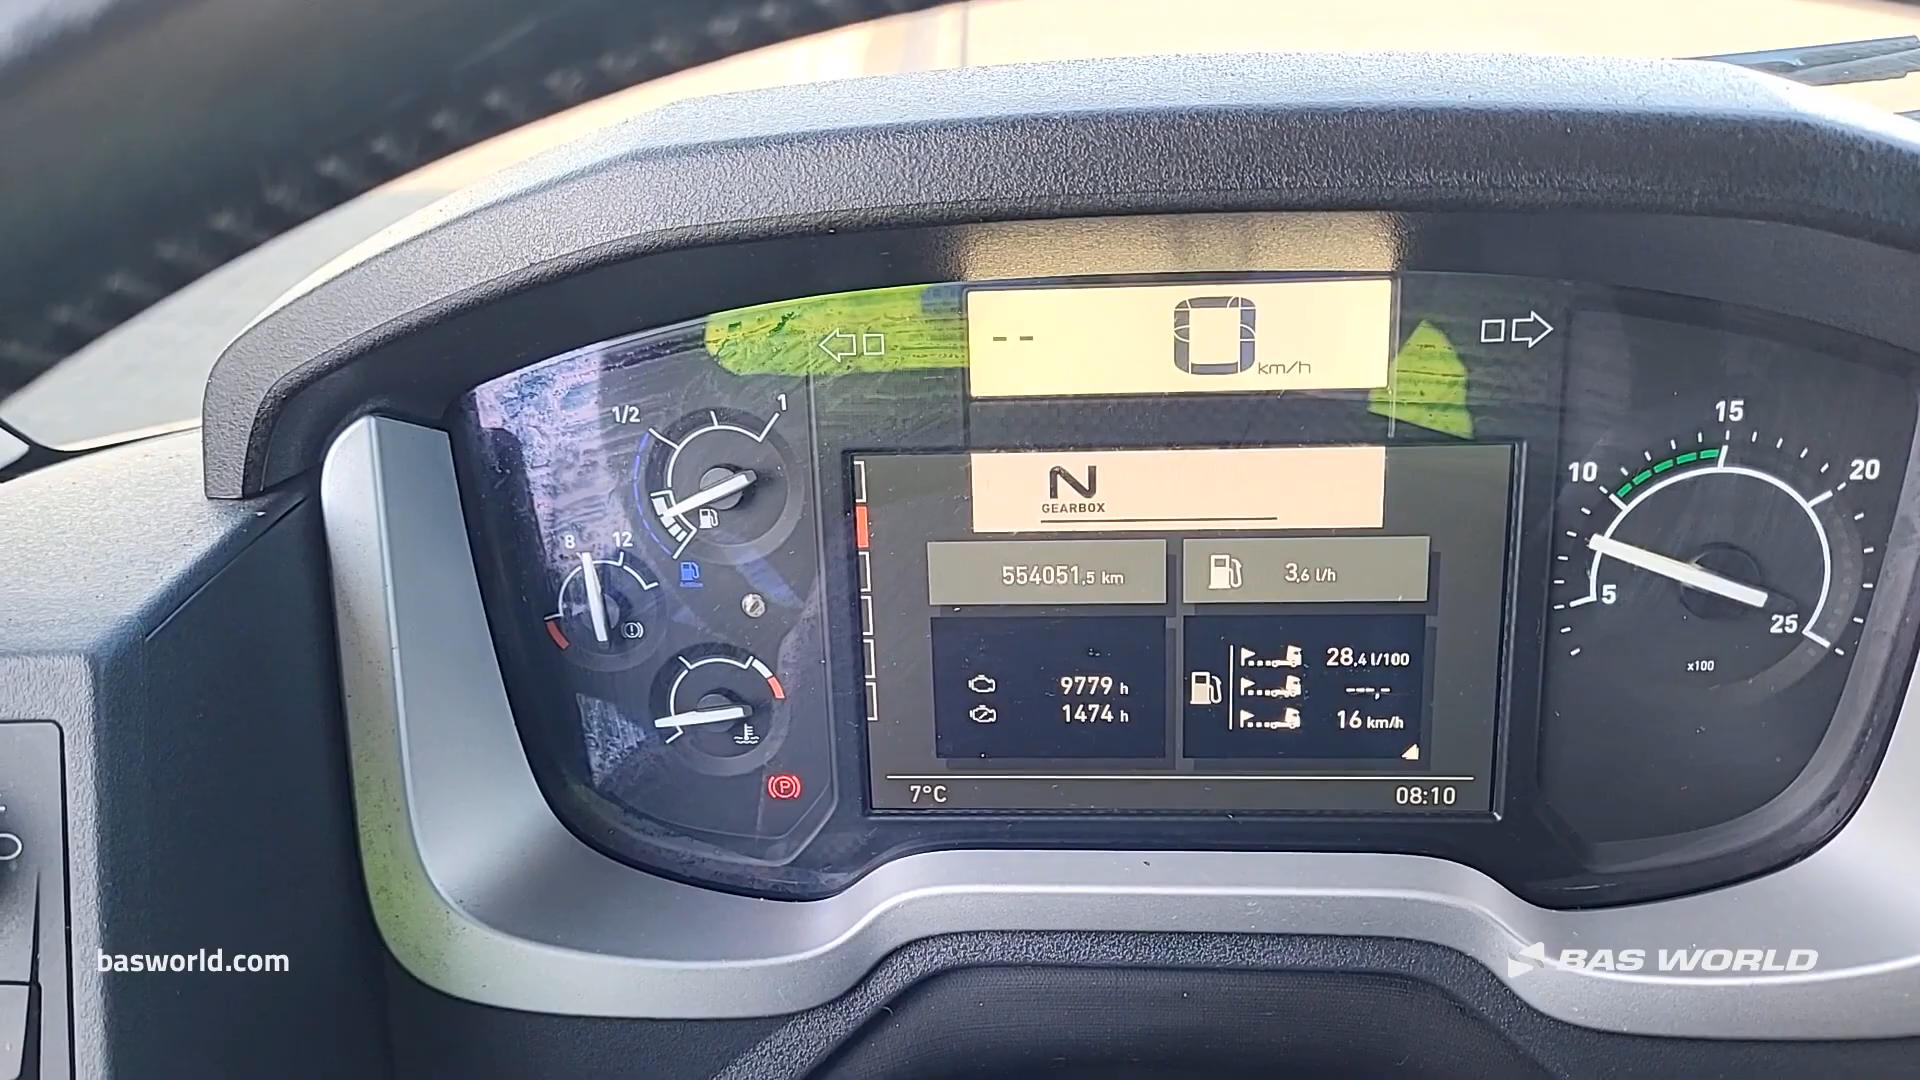 -- 0 km/h
1/2
1
8
12
N
GEARBOX
554051,5 km
3,6 l/h
9779 h
1474 h
28,4 l/100
---,-
16 km/h
7°C
08:10
P
5
10
15
20
25
x100
basworld.com
BAS WORLD